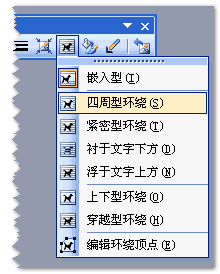 嵌入型(I)
四周型环绕(S)
紧密型环绕(T)
衬于文字下方(D)
浮于文字上方(N)
上下型环绕(O)
穿越型环绕(H)
编辑环绕顶点(E)